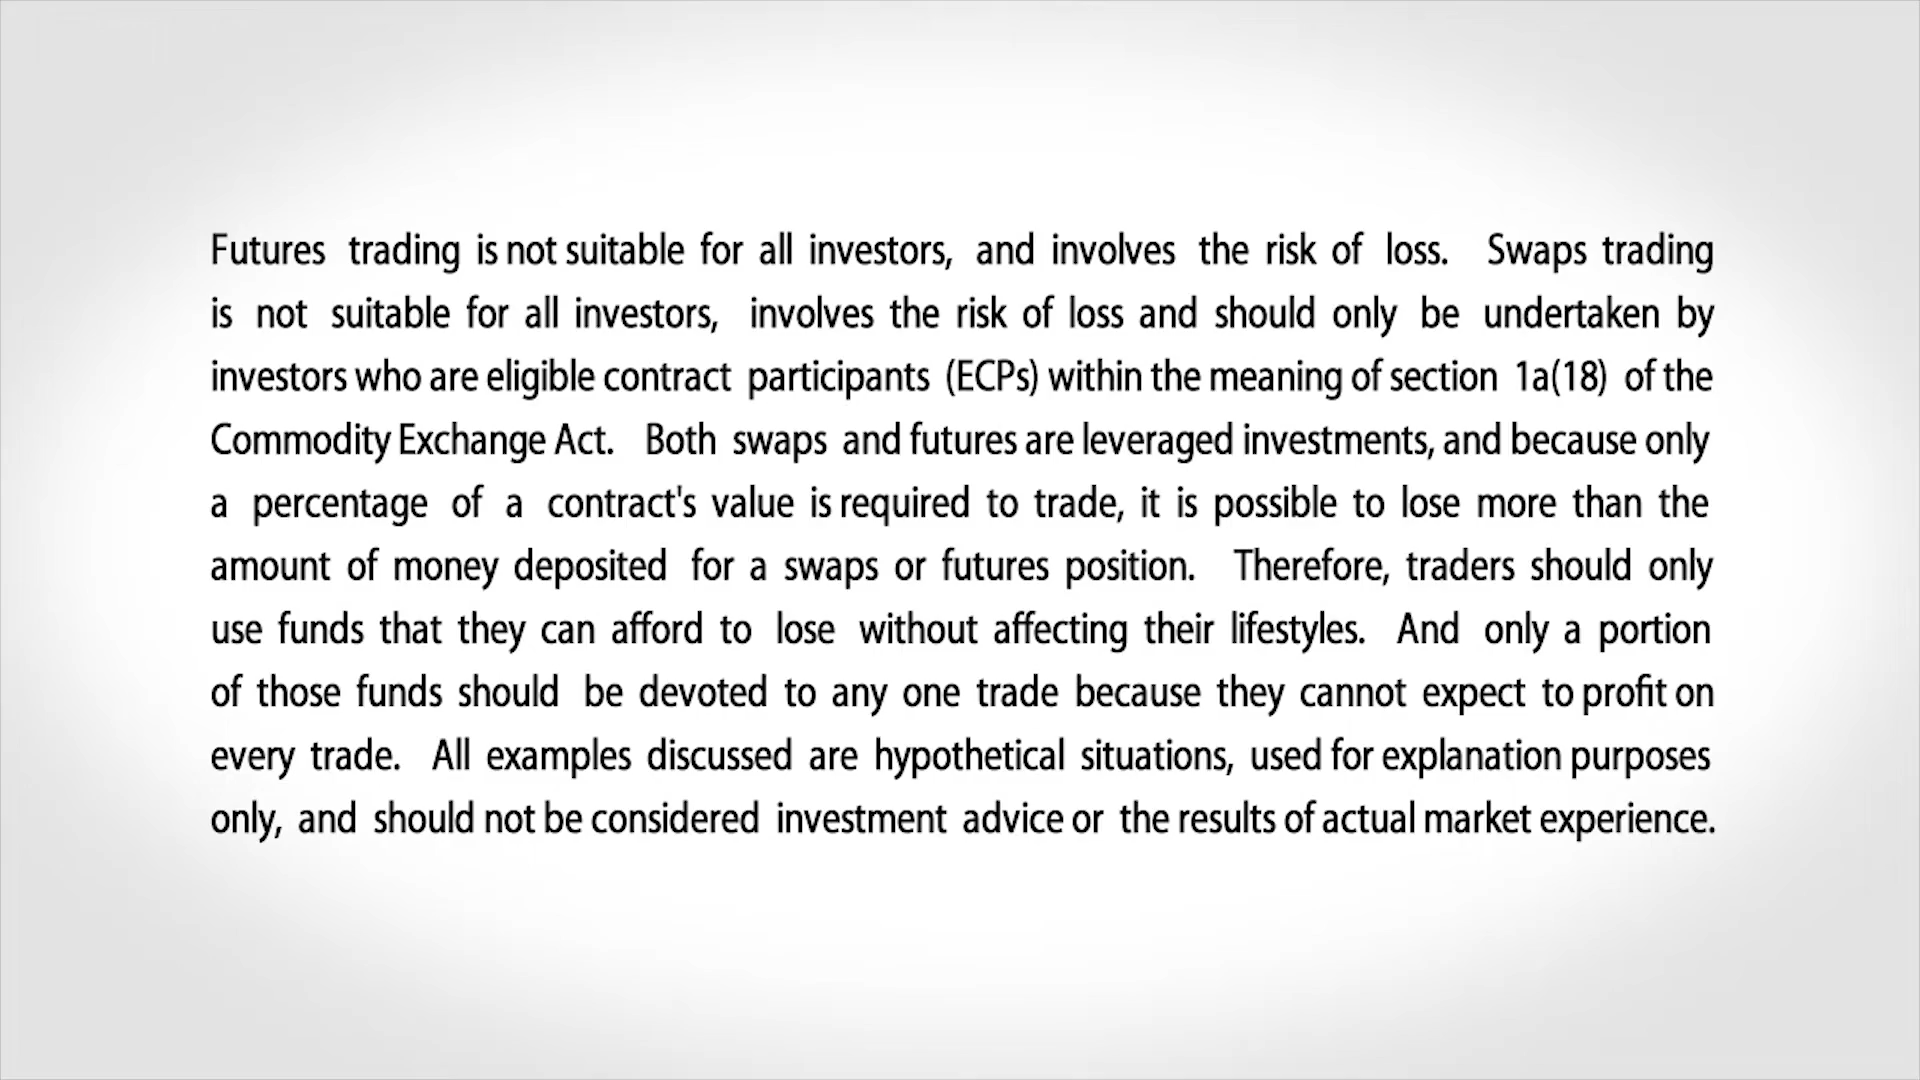 Futures trading is not suitable for all investors, and involves the risk of loss. Swaps trading
is not suitable for all investors, involves the risk of loss and should only be undertaken by
investors who are eligible contract participants (ECPs) within the meaning of section 1a(18) of the
Commodity Exchange Act. Both swaps and futures are leveraged investments, and because only
a percentage of a contract's value is required to trade, it is possible to lose more than the
amount of money deposited for a swaps or futures position. Therefore, traders should only
use funds that they can afford to lose without affecting their lifestyles. And only a portion
of those funds should be devoted to any one trade because they cannot expect to profit on
every trade. All examples discussed are hypothetical situations, used for explanation purposes
only, and should not be considered investment advice or the results of actual market experience.